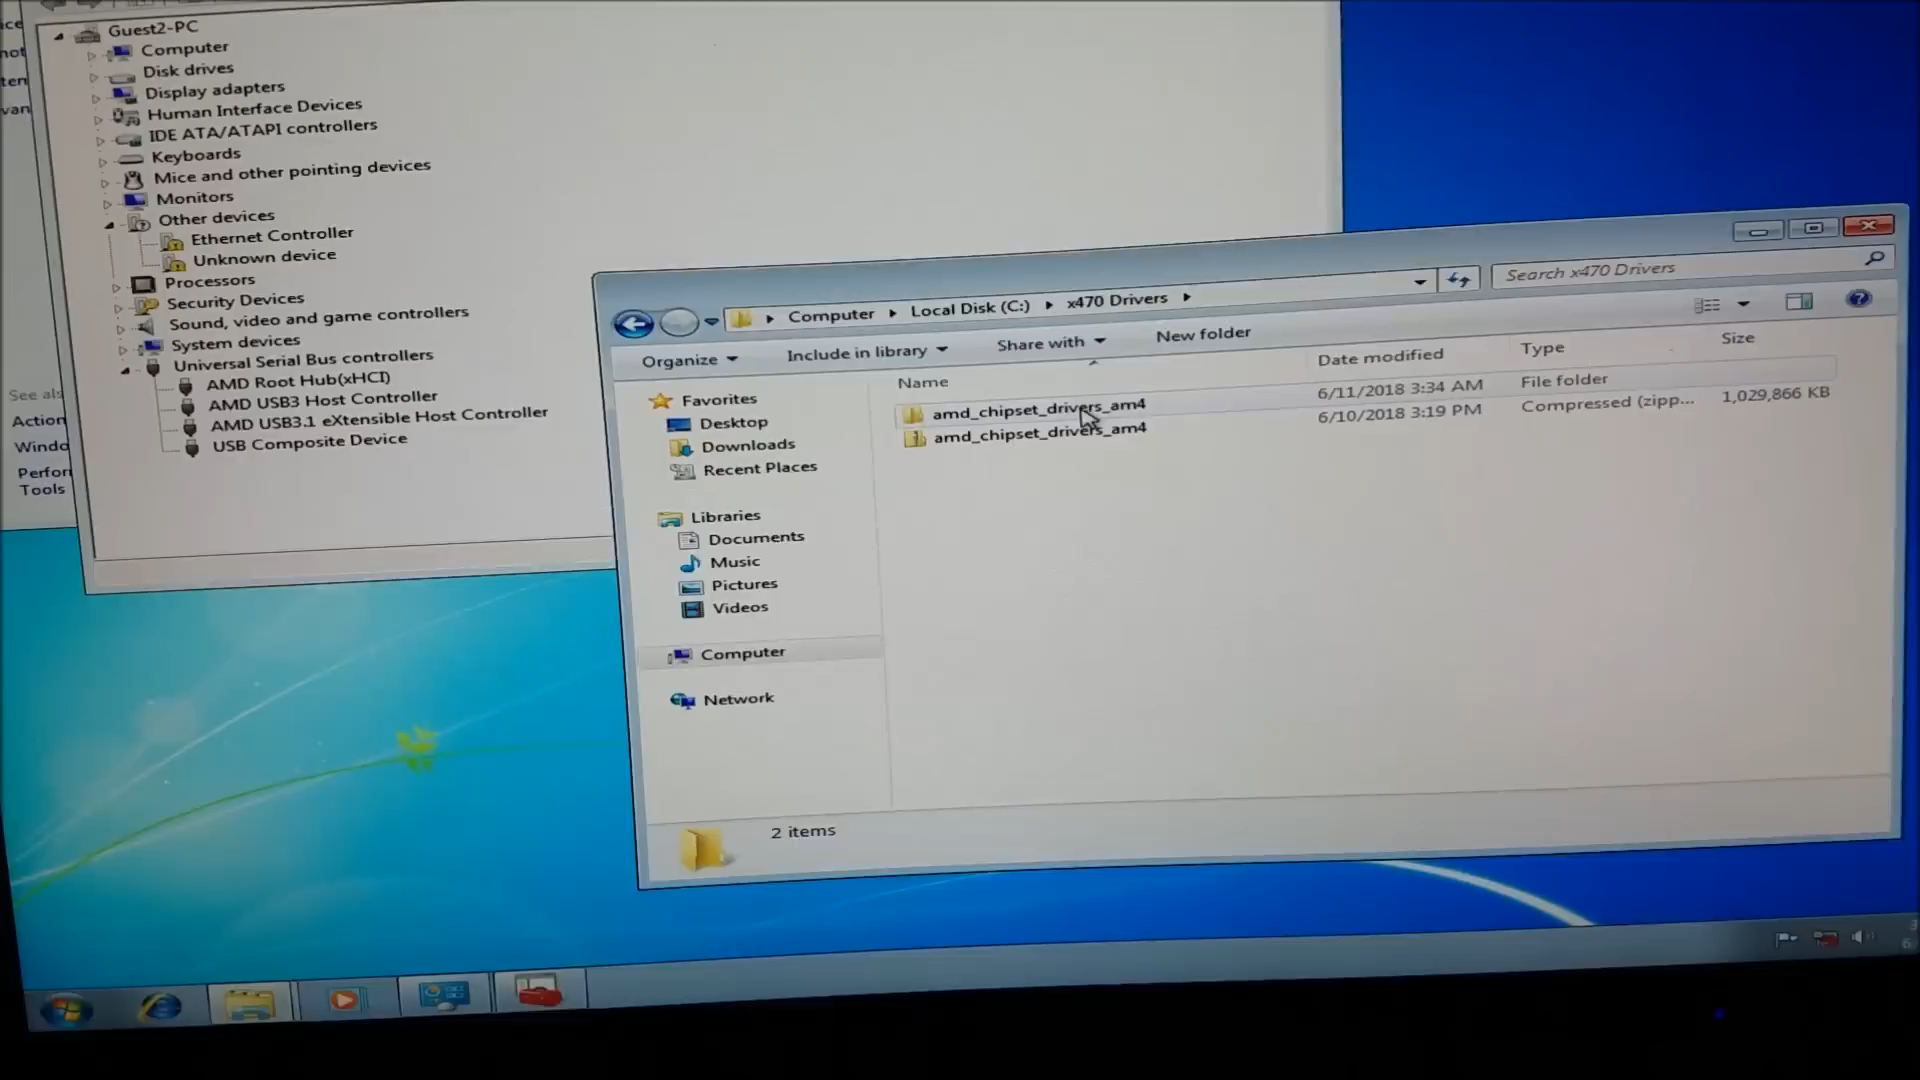 Guest2-PC
Computer
Disk drives
Display adapters
Human Interface Devices
IDE ATA/ATAPI controllers
Keyboards
Mice and other pointing devices
Monitors
Other devices
Ethernet Controller
Unknown device
Processors
Security Devices
Sound, video and game controllers
System devices
Universal Serial Bus controllers
AMD Root Hub(xHCI)
AMD USB3 Host Controller
AMD USB3.1 eXtensible Host Controller
USB Composite Device
See als
Action
Windo
Perfor
Tools
Computer Local Disk (C:) x470 Drivers
Search x470 Drivers
Organize Include in library Share with New folder
Name Date modified Type Size
amd_chipset_drivers_am4 6/11/2018 3:34 AM File folder
amd_chipset_drivers_am4 6/10/2018 3:19 PM Compressed (zipp... 1,029,866 KB
Favorites
Desktop
Downloads
Recent Places
Libraries
Documents
Music
Pictures
Videos
Computer
Network
2 items